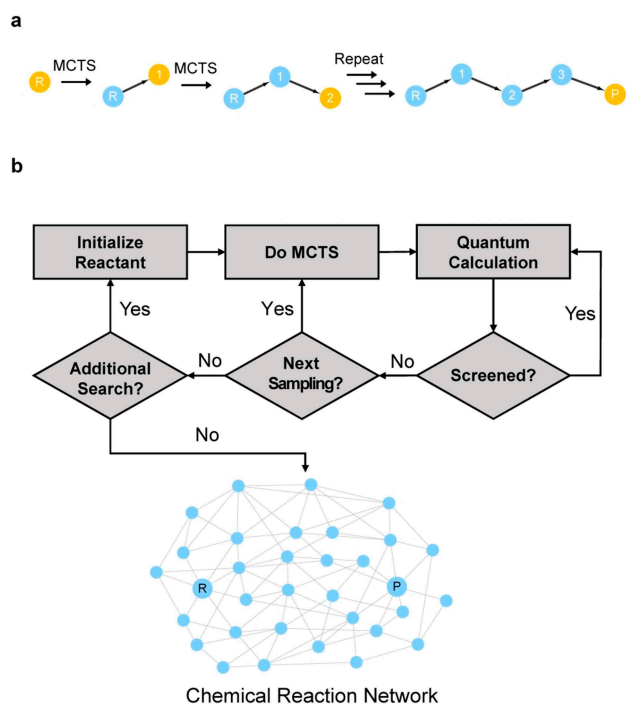 a
MCTS
MCTS
Repeat
R
R
1
R
1
2
R
1
2
3
P
b
Initialize
Reactant
Do MCTS
Quantum
Calculation
Yes
Yes
Yes
Additional
Search?
No
Next
Sampling?
No
Screened?
No
R
P
Chemical Reaction Network